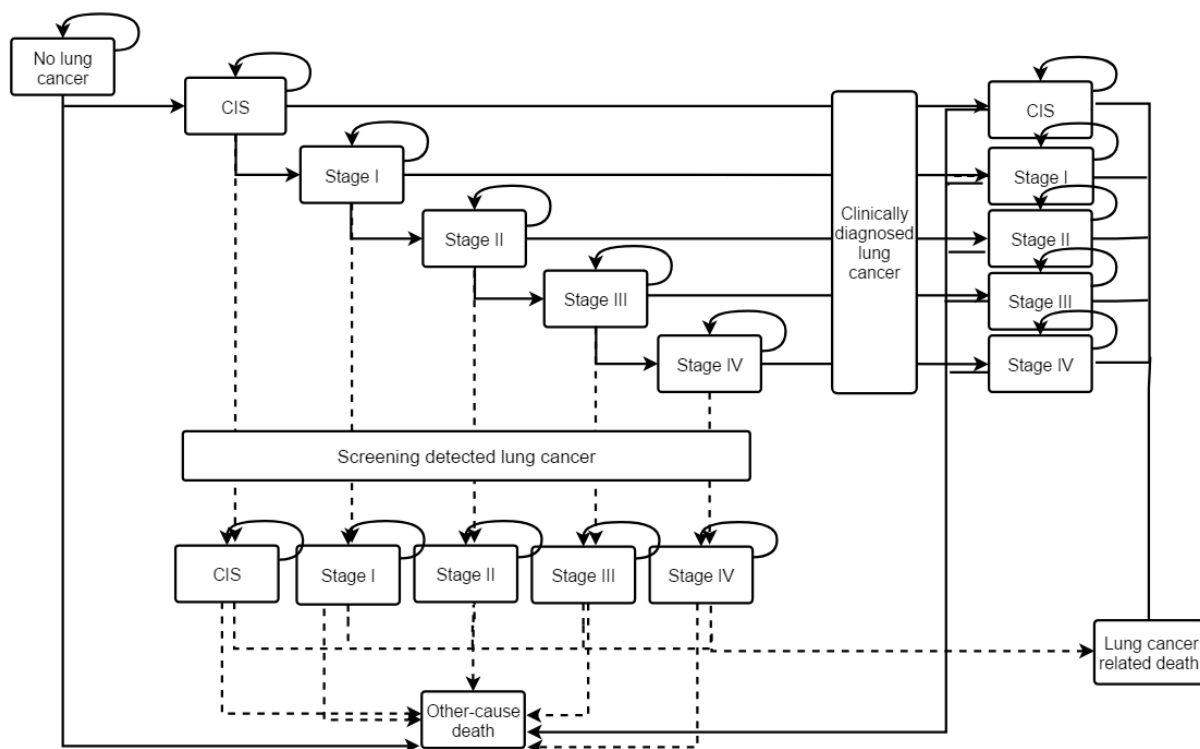 No lung
cancer
CIS
CIS
Stage I
Stage I
Stage II
Clinically
diagnosed
lung
cancer
Stage II
Stage III
Stage III
Stage IV
Stage IV
Screening detected lung cancer
CIS
Stage I
Stage II
Stage III
Stage IV
Lung cancer
related death
Other-cause
death